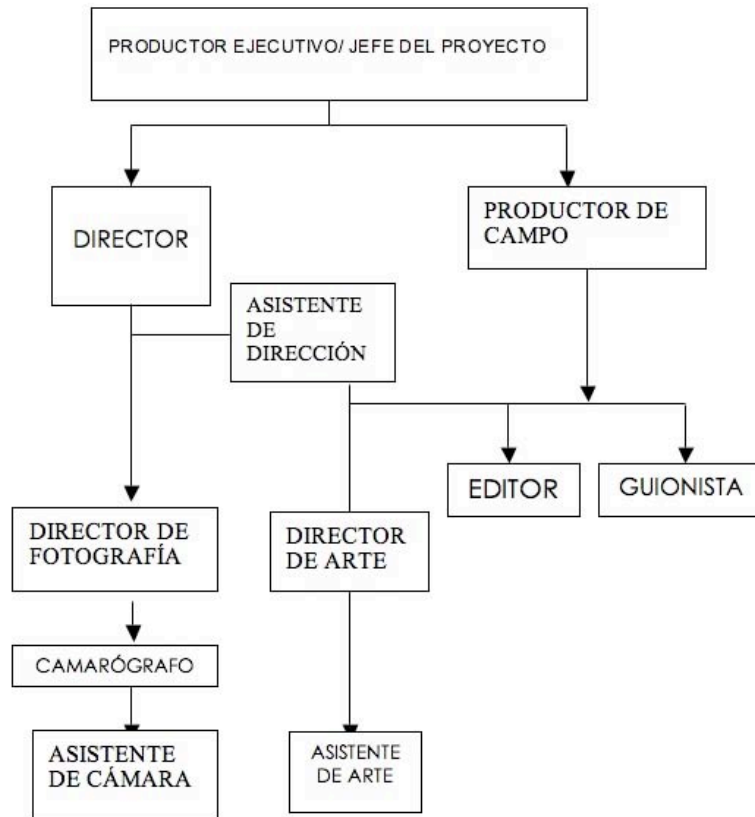 PRODUCTOR EJECUTIVO/ JEFE DEL PROYECTO
DIRECTOR
PRODUCTOR DE
CAMPO
ASISTENTE
DE
DIRECCIÓN
EDITOR
GUIONISTA
DIRECTOR DE
FOTOGRAFÍA
DIRECTOR
DE ARTE
CAMARÓGRAFO
ASISTENTE
DE CÁMARA
ASISTENTE
DE ARTE